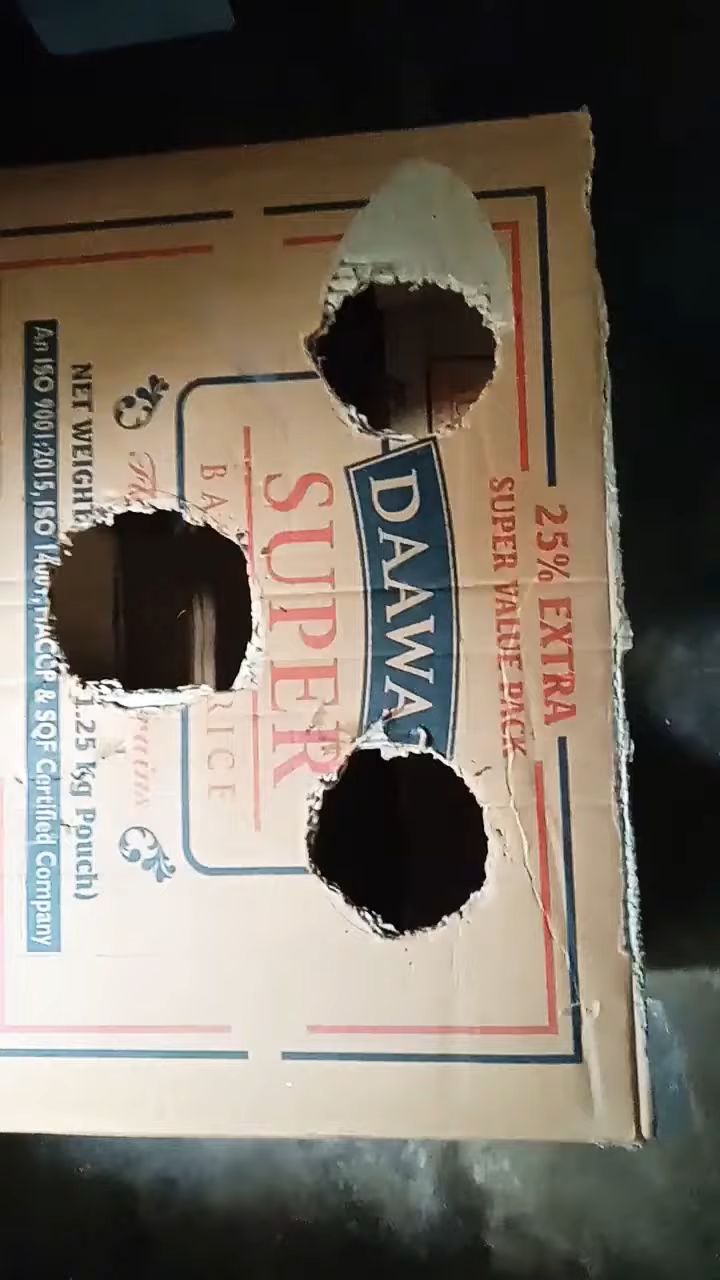 25% EXTRA
SUPER VALUE PACK
DAAWA
SUPER
RICE
NET WEIGHT
1.25 Kg Pouch)
An ISO 9001:2015, ISO 14001, HACCP & SQF Certified Company